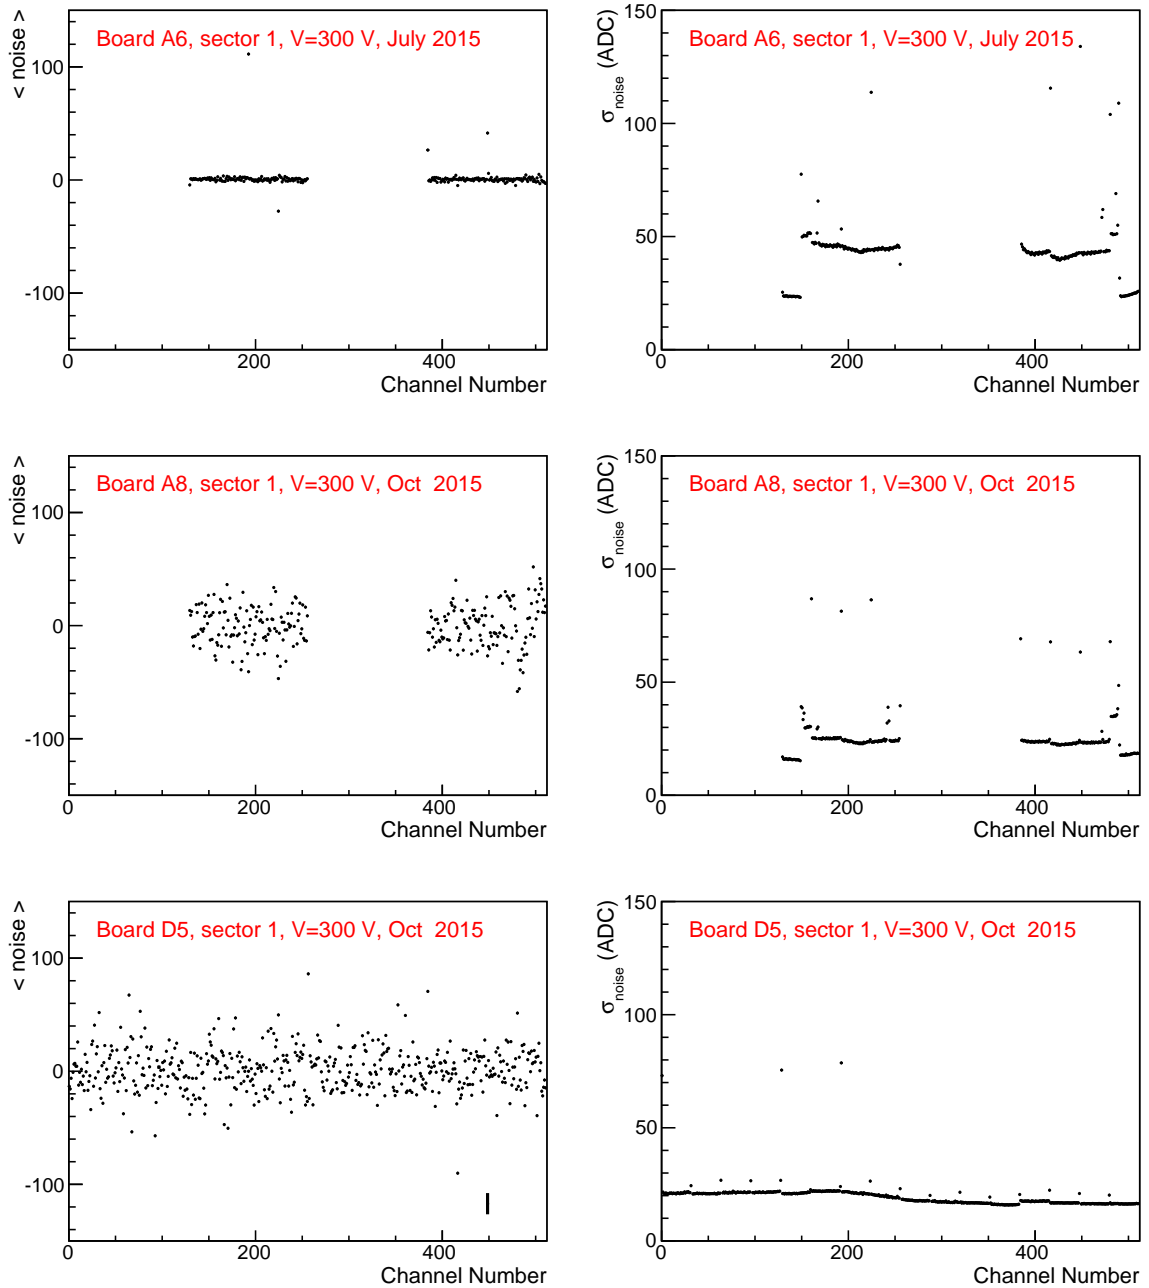 Board A6, sector 1, V=300 V, July 2015
< noise >
100
0
-100
0
200
400
Channel Number
Board A6, sector 1, V=300 V, July 2015
σnoise (ADC)
150
100
50
0
0
200
400
Channel Number
Board A8, sector 1, V=300 V, Oct 2015
< noise >
100
0
-100
0
200
400
Channel Number
Board A8, sector 1, V=300 V, Oct 2015
σnoise (ADC)
150
100
50
0
0
200
400
Channel Number
Board D5, sector 1, V=300 V, Oct 2015
< noise >
100
0
-100
0
200
400
Channel Number
Board D5, sector 1, V=300 V, Oct 2015
σnoise (ADC)
150
100
50
0
0
200
400
Channel Number